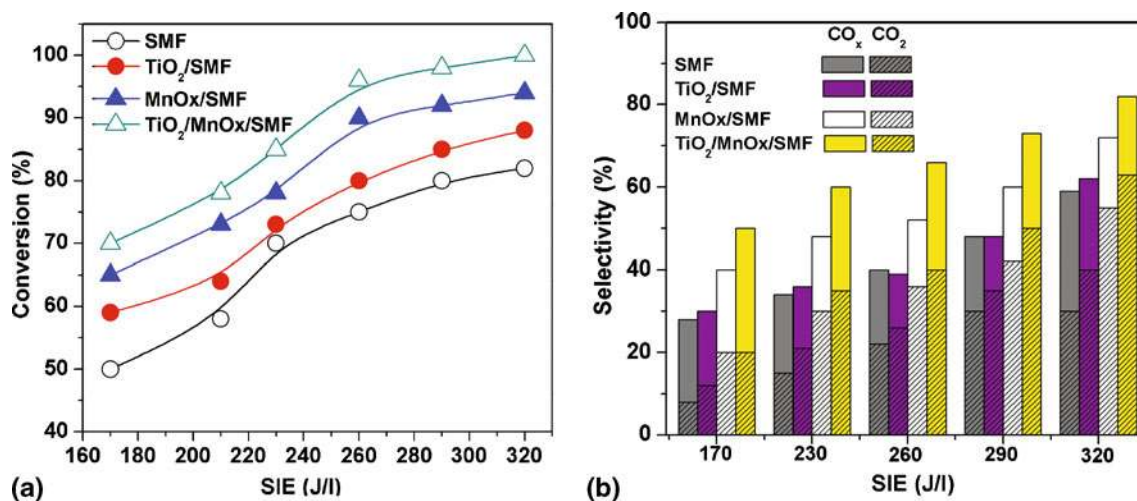 SMF
TiO2/SMF
MnOx/SMF
TiO2/MnOx/SMF
100
90
80
70
60
50
40
Conversion (%)
160 180 200 220 240 260 280 300 320
SIE (J/l)
(a)
COx CO2
SMF
TiO2/SMF
MnOx/SMF
TiO2/MnOx/SMF
100
80
60
40
20
0
Selectivity (%)
170 230 260 290 320
SIE (J/l)
(b)